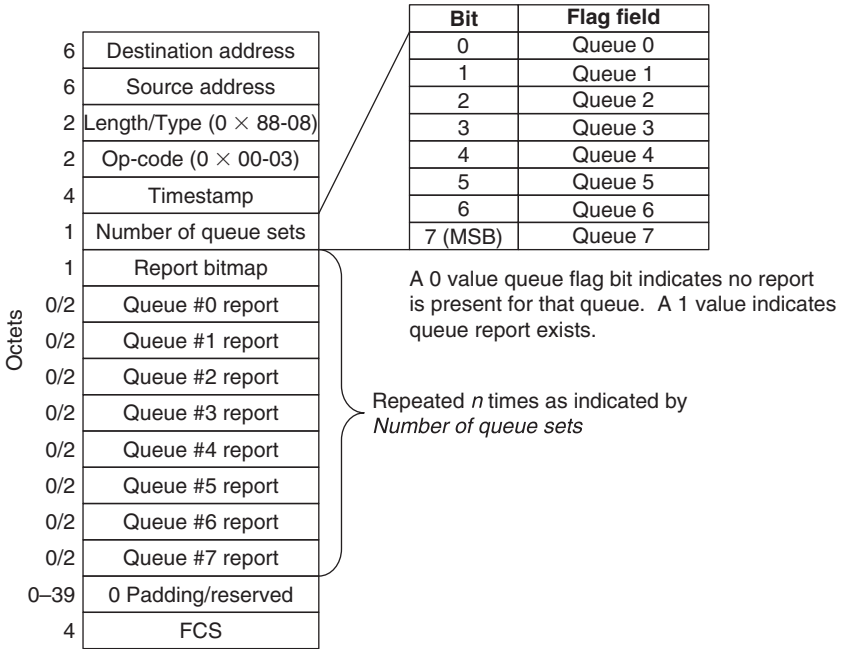 Octets
6 Destination address
6 Source address
2 Length/Type (0 × 88-08)
2 Op-code (0 × 00-03)
4 Timestamp
1 Number of queue sets
1 Report bitmap
0/2 Queue #0 report
0/2 Queue #1 report
0/2 Queue #2 report
0/2 Queue #3 report
0/2 Queue #4 report
0/2 Queue #5 report
0/2 Queue #6 report
0/2 Queue #7 report
0–39 0 Padding/reserved
4 FCS
Bit Flag field
0 Queue 0
1 Queue 1
2 Queue 2
3 Queue 3
4 Queue 4
5 Queue 5
6 Queue 6
7 (MSB) Queue 7
A 0 value queue flag bit indicates no report
is present for that queue. A 1 value indicates
queue report exists.
Repeated n times as indicated by
Number of queue sets